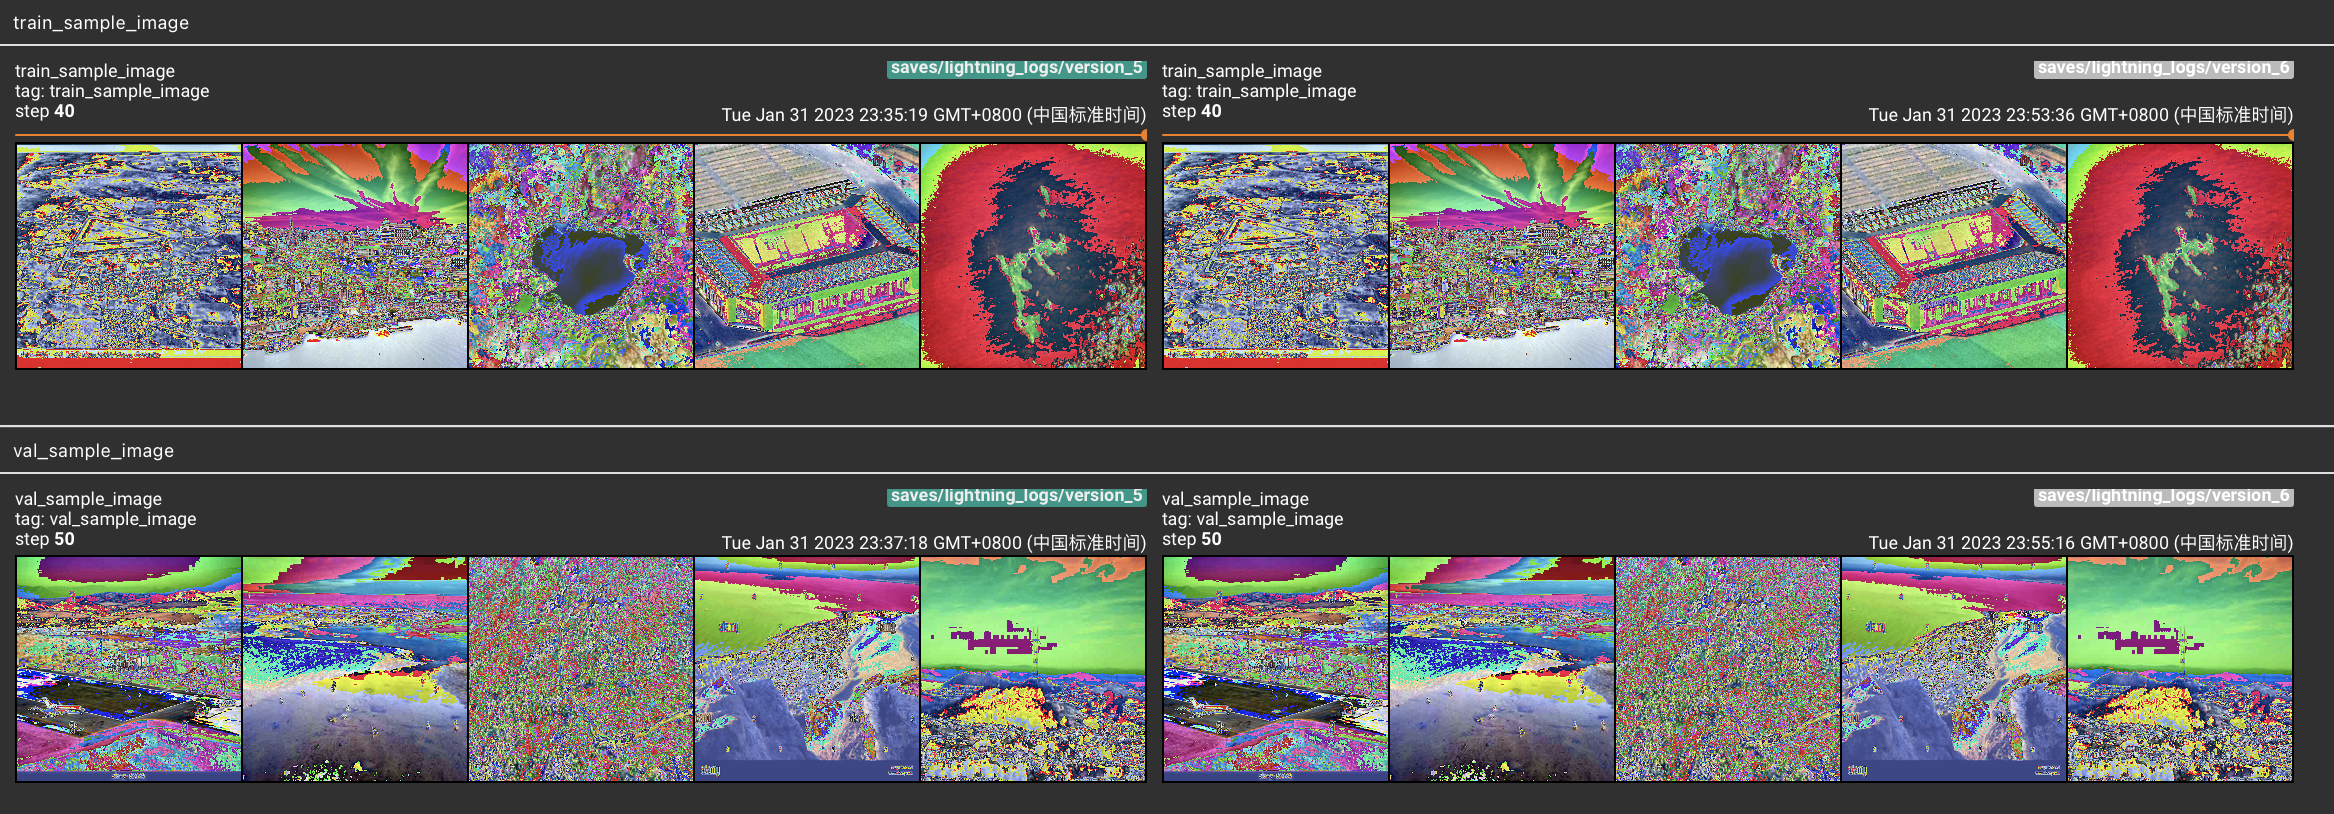 train_sample_image
train_sample_image
saves/lightning_logs/version_5
tag: train_sample_image
step 40
Tue Jan 31 2023 23:35:19 GMT+0800 (中国标准时间)
train_sample_image
saves/lightning_logs/version_6
tag: train_sample_image
step 40
Tue Jan 31 2023 23:53:36 GMT+0800 (中国标准时间)
val_sample_image
val_sample_image
saves/lightning_logs/version_5
tag: val_sample_image
step 50
Tue Jan 31 2023 23:37:18 GMT+0800 (中国标准时间)
val_sample_image
saves/lightning_logs/version_6
tag: val_sample_image
step 50
Tue Jan 31 2023 23:55:16 GMT+0800 (中国标准时间)